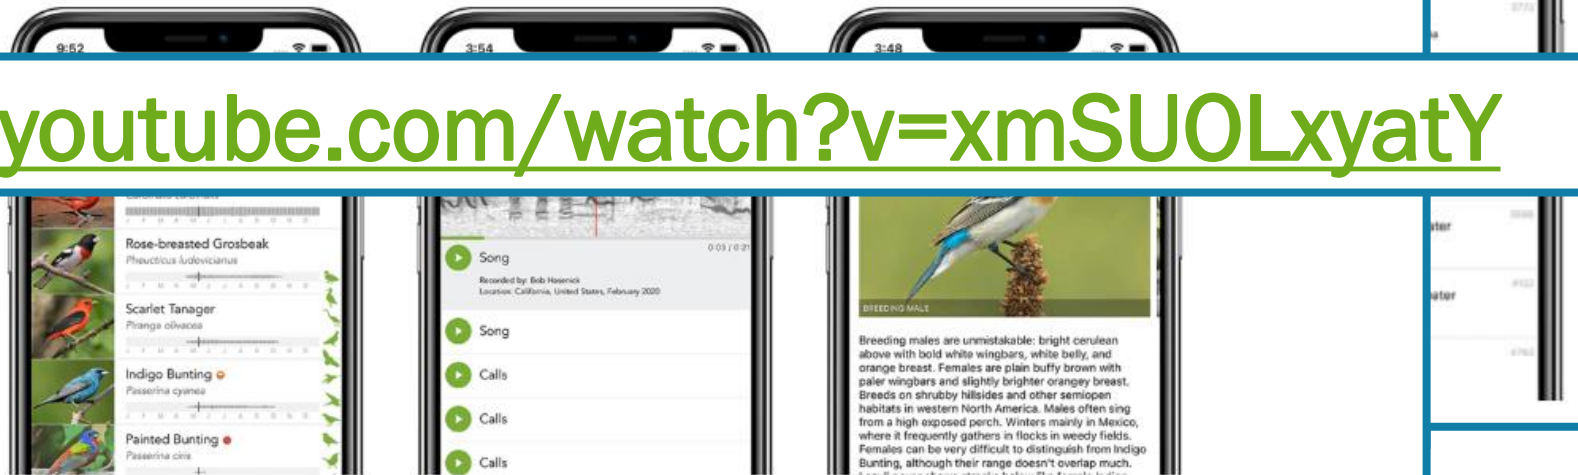 9:52
3:54
3:48
youtube.com/watch?v=xmSUOLxyatY
Rose-breasted Grosbeak
Pheucticus ludovicianus
Scarlet Tanager
Piranga olivacea
Indigo Bunting
Passerina cyanea
Painted Bunting
Passerina ciris
0:03 / 0:21
Song
Recorded by: Bob Hasenick
Location: California, United States, February 2020
Song
Calls
Calls
Calls
BREEDING MALE
Breeding males are unmistakable: bright cerulean
above with bold white wingbars, white belly, and
orange breast. Females are plain buffy brown with
paler wingbars and slightly brighter orangey breast.
Breeds on shrubby hillsides and other semiopen
habitats in western North America. Males often sing
from a high exposed perch. Winters mainly in Mexico,
where it frequently gathers in flocks in weedy fields.
Females can be very difficult to distinguish from Indigo
Bunting, although their range doesn't overlap much.